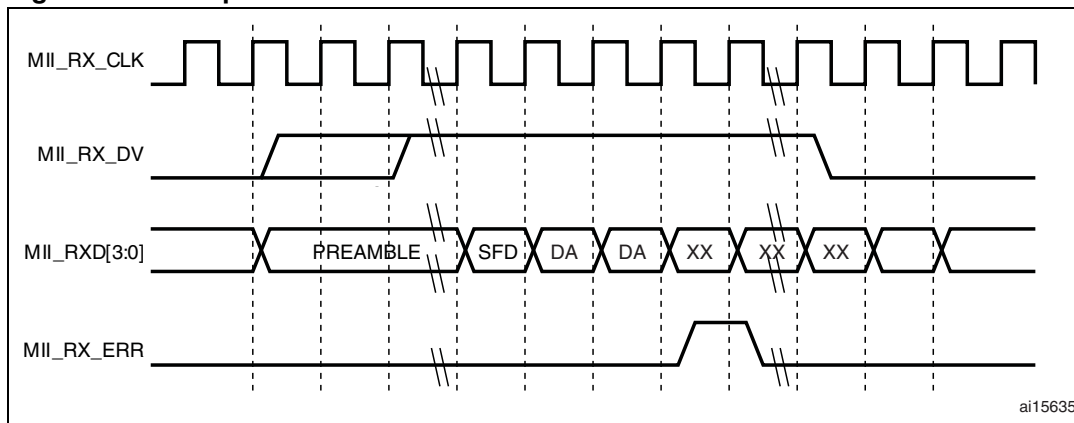 MII_RX_CLK
MII_RX_DV
MII_RXD[3:0] PREAMBLE SFD DA DA XX XX XX
MII_RX_ERR
ai15635